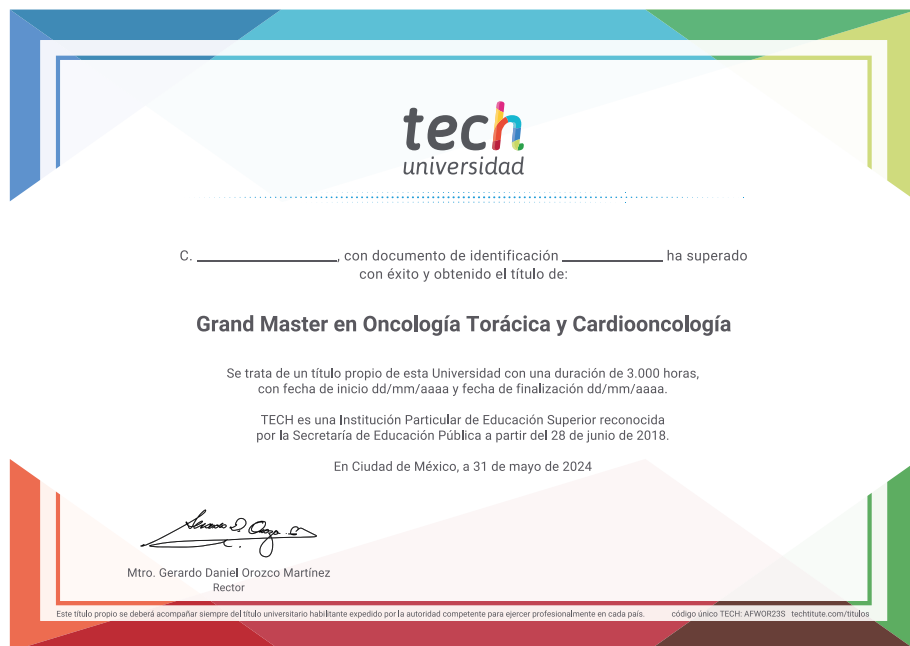 tech
universidad
C. ________________, con documento de identificación ____________ ha superado
con éxito y obtenido el título de:
Grand Master en Oncología Torácica y Cardiooncología
Se trata de un título propio de esta Universidad con una duración de 3.000 horas,
con fecha de inicio dd/mm/aaaa y fecha de finalización dd/mm/aaaa.
TECH es una Institución Particular de Educación Superior reconocida
por la Secretaría de Educación Pública a partir del 28 de junio de 2018.
En Ciudad de México, a 31 de mayo de 2024
Mtro. Gerardo Daniel Orozco Martínez
Rector
Este título propio se deberá acompañar siempre del título universitario habilitante expedido por la autoridad competente para ejercer profesionalmente en cada país. código único TECH: AFWOR23S techtitute.com/titulos